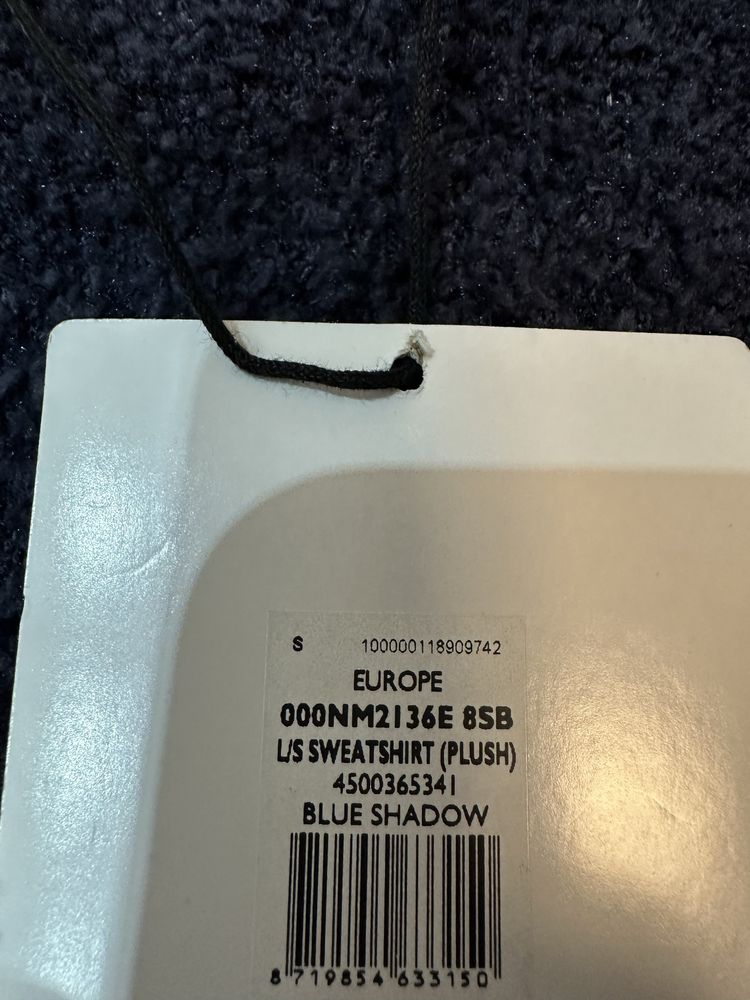 S 100000118909742
EUROPE
000NM2136E 8SB
L/S SWEATSHIRT (PLUSH)
4500365341
BLUE SHADOW
8 719854 633150